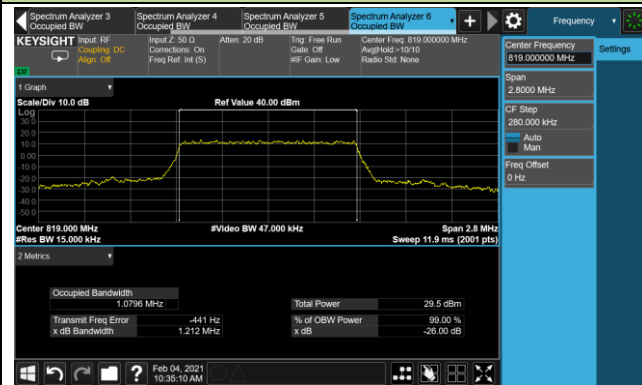 Spectrum Analyzer 3
Occupied BW
Spectrum Analyzer 4
Occupied BW
Spectrum Analyzer 5
Occupied BW
Spectrum Analyzer 6
Occupied BW
Frequency
KEYSIGHT
Input: RF
Coupling: DC
Align: Off
Input Z: 50 Ω
Corrections: On
Freq Ref: Int (S)
Atten: 20 dB
Trig: Free Run
Gate: Off
#IF Gain: Low
Center Freq: 819.000000 MHz
Avg|Hold:>10/10
Radio Std: None
Center Frequency
819.000000 MHz
Settings
Span
2.8000 MHz
CF Step
280.000 kHz
Auto
Man
Freq Offset
0 Hz
1 Graph
Scale/Div 10.0 dB
Ref Value 40.00 dBm
Log
30.0
20.0
10.0
0.00
-10.0
-20.0
-30.0
-40.0
-50.0
Center 819.000 MHz
#Video BW 47.000 kHz
Span 2.8 MHz
#Res BW 15.000 kHz
Sweep 11.9 ms (2001 pts)
2 Metrics
Occupied Bandwidth
1.0796 MHz
Total Power
29.5 dBm
Transmit Freq Error
-441 Hz
% of OBW Power
99.00 %
x dB Bandwidth
1.212 MHz
x dB
-26.00 dB
?
Feb 04, 2021
10:35:10 AM